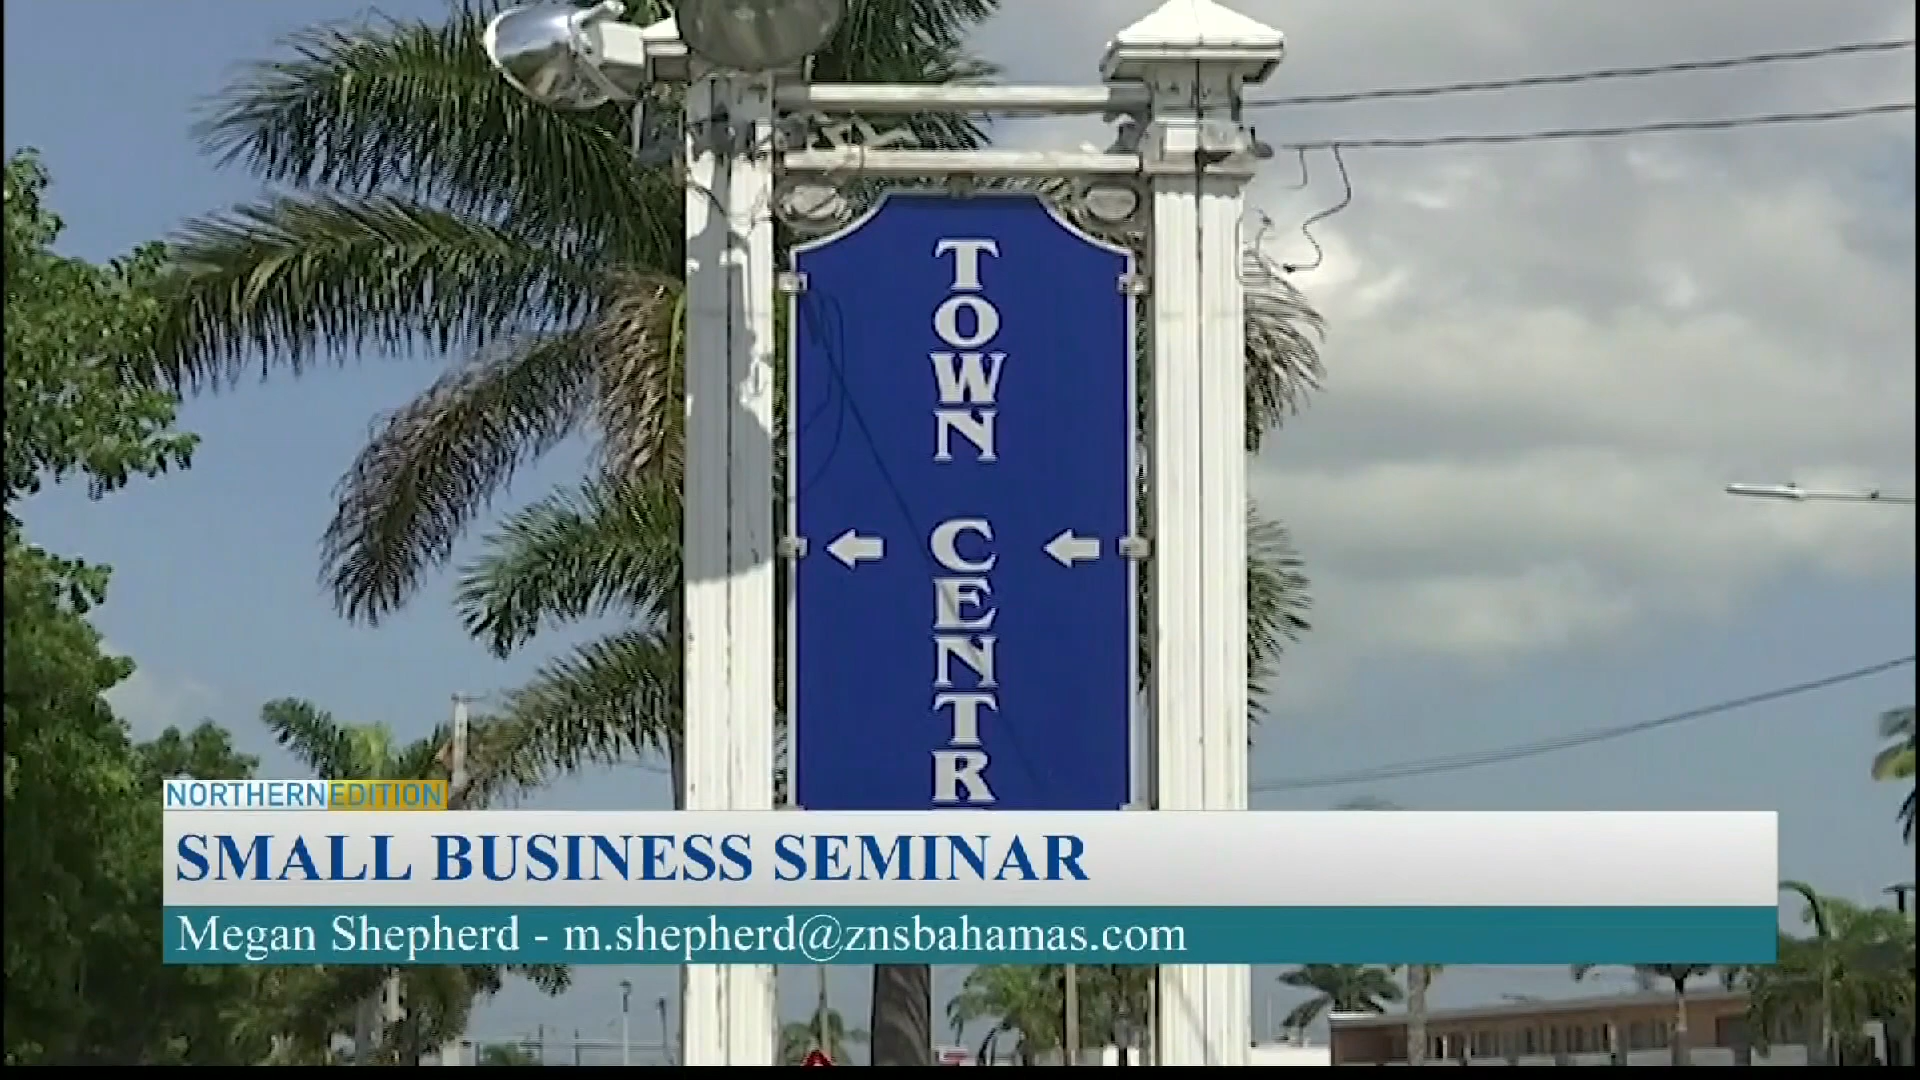 TOWN
CENTR
NORTHERNEDITION
SMALL BUSINESS SEMINAR
Megan Shepherd - m.shepherd@znsbahamas.com